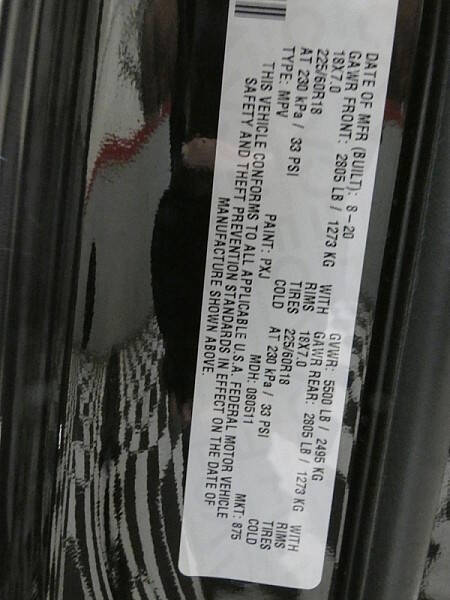 DATE OF MFR (BUILT): 8-20 GVWR: 5500 LB / 2495 KG
GAWR FRONT: 2805 LB / 1273 KG WITH GAWR REAR: 2805 LB / 1273 KG WITH
18X7.0 RIMS 18X7.0 RIMS
225/60R18 TIRES 225/60R18 TIRES
AT 230 kPa / 33 PSI COLD AT 230 kPa / 33 PSI COLD
TYPE: MPV PAINT: PXJ MDH: 080511 MKT: 875
THIS VEHICLE CONFORMS TO ALL APPLICABLE U.S.A. FEDERAL MOTOR VEHICLE
SAFETY AND THEFT PREVENTION STANDARDS IN EFFECT ON THE DATE OF
MANUFACTURE SHOWN ABOVE.